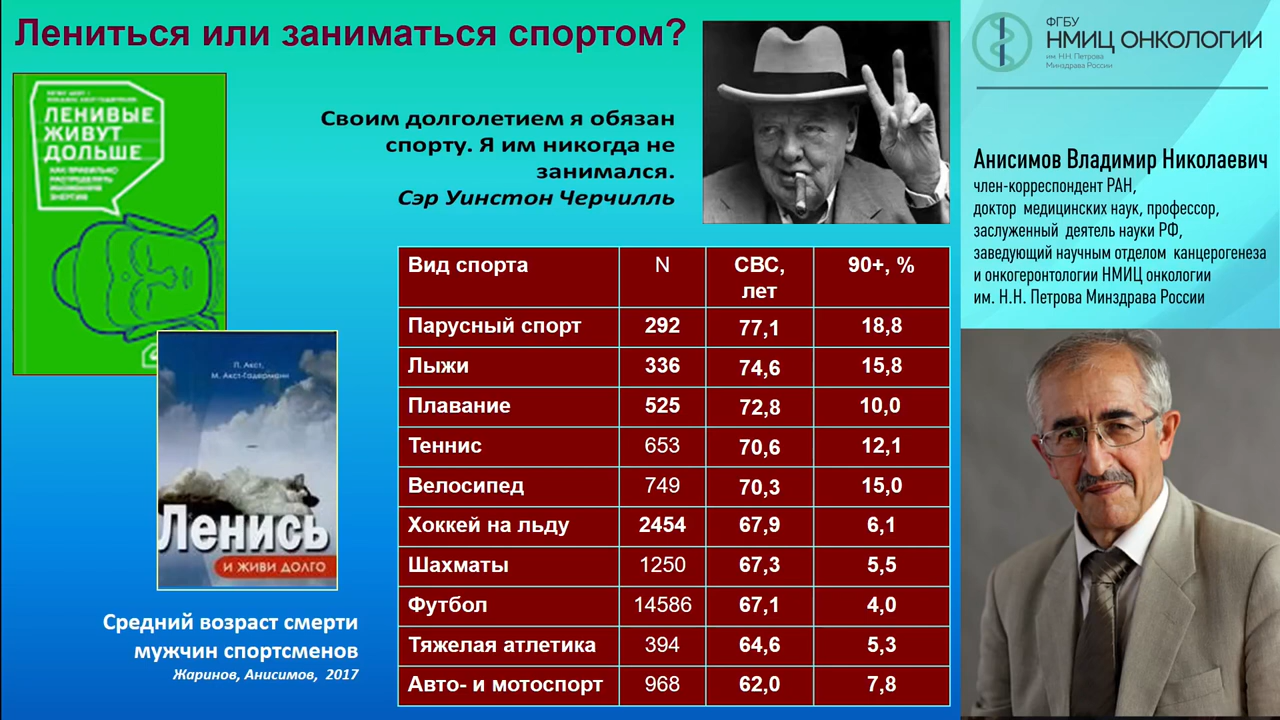 Лениться или заниматься спортом?
ЛЕНИВЫЕ
ЖИВУТ
ДОЛЬШЕ
КАК ПРАВИЛЬНО
РАСПРЕДЕЛЯТЬ
ЖИЗНЕННУЮ
ЭНЕРГИЮ
П. Акст,
М. Акст-Гадерманн
Ленись
И ЖИВИ ДОЛГО
Средний возраст смерти
мужчин спортсменов
Жаринов, Анисимов, 2017
Своим долголетием я обязан
спорту. Я им никогда не
занимался.
Сэр Уинстон Черчилль
Вид спорта N СВС, 90+, %
лет
Парусный спорт 292 77,1 18,8
Лыжи 336 74,6 15,8
Плавание 525 72,8 10,0
Теннис 653 70,6 12,1
Велосипед 749 70,3 15,0
Хоккей на льду 2454 67,9 6,1
Шахматы 1250 67,3 5,5
Футбол 14586 67,1 4,0
Тяжелая атлетика 394 64,6 5,3
Авто- и мотоспорт 968 62,0 7,8
ФГБУ
НМИЦ ОНКОЛОГИИ
им. Н.Н. Петрова
Минздрава России
Анисимов Владимир Николаевич
член-корреспондент РАН,
доктор медицинских наук, профессор,
заслуженный деятель науки РФ,
заведующий научным отделом канцерогенеза
и онкогеронтологии НМИЦ онкологии
им. Н.Н. Петрова Минздрава России